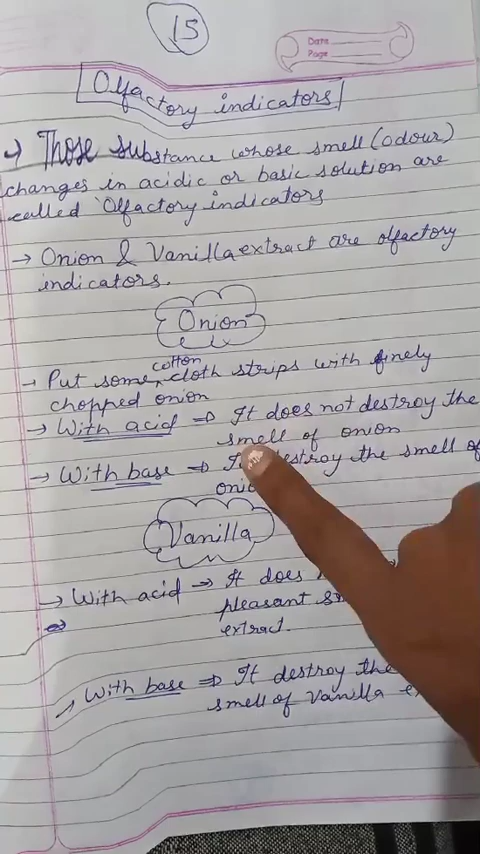 15
Date
Page
Olfactory indicators
→ Those substance whose smell (odour)
changes in acidic or basic solution are
called Olfactory indicators
→ Onion & Vanilla extract are olfactory
indicators.
Onion
cotton
→ Put some cloth strips with finely
chopped onion
→ With acid ⇒ It does not destroy the
smell of onion
→ With base ⇒ destroy the smell of
Vanilla
→ With acid → It does
pleasant
extract.
→ With base ⇒ It destroy the
smell of Vanilla